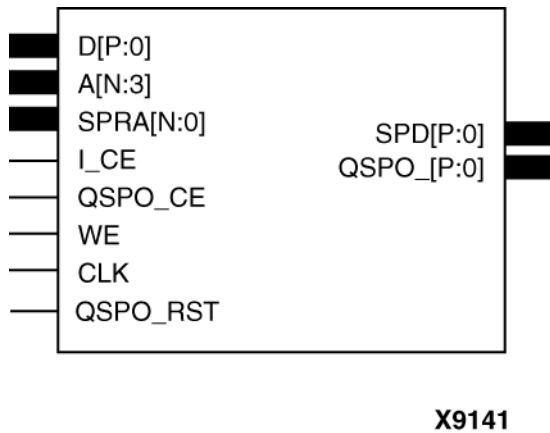 D[P:0]
A[N:3]
SPRA[N:0]
I_CE
QSPO_CE
WE
CLK
QSPO_RST
SPD[P:0]
QSPO_[P:0]
X9141